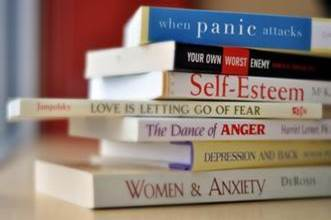 when panic attacks
YOUR OWN WORST ENEMY
Self-Esteem McK
Jampolsky LOVE IS LETTING GO OF FEAR
The Dance of ANGER Harriet Lerner, Ph
DEPRESSION AND BACK
WOMEN & ANXIETY DEROSIS